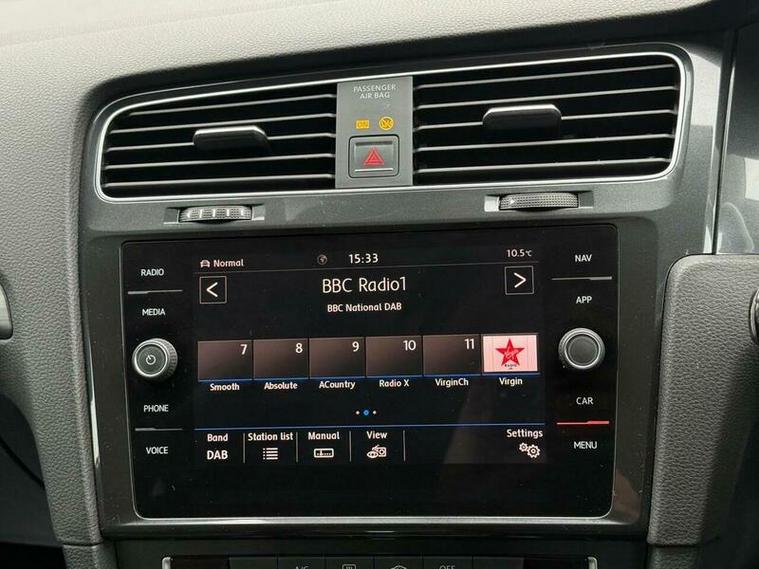 PASSENGER
AIR BAG
ON
RADIO
MEDIA
PHONE
VOICE
Normal
15:33
10.5°C
< BBC Radio1 >
BBC National DAB
7 8 9 10 11
Smooth Absolute ACountry Radio X VirginCh Virgin
Band Station list Manual View Settings
DAB
NAV
APP
CAR
MENU
A/C OFF